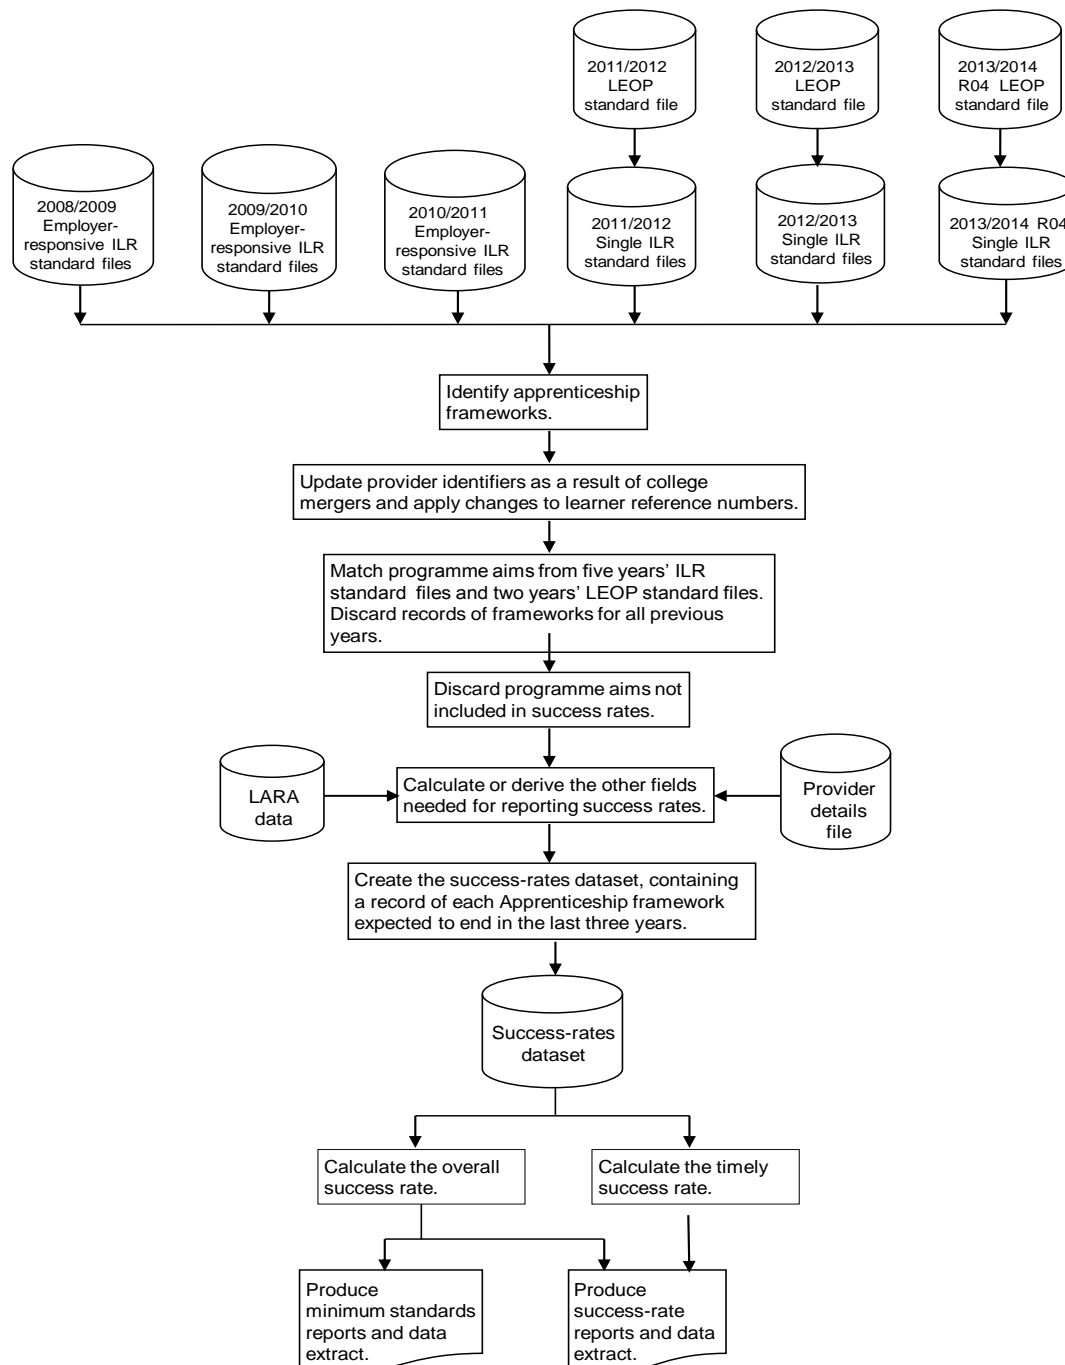 2011/2012
LEOP
standard file
2012/2013
LEOP
standard file
2013/2014
R04 LEOP
standard file
2008/2009
Employer-
responsive ILR
standard files
2009/2010
Employer-
responsive ILR
standard files
2010/2011
Employer-
responsive ILR
standard files
2011/2012
Single ILR
standard files
2012/2013
Single ILR
standard files
2013/2014 R04
Single ILR
standard files
Identify apprenticeship
frameworks.
Update provider identifiers as a result of college
mergers and apply changes to learner reference numbers.
Match programme aims from five years’ ILR
standard files and two years’ LEOP standard files.
Discard records of frameworks for all previous
years.
Discard programme aims not
included in success rates.
LARA
data
Calculate or derive the other fields
needed for reporting success rates.
Provider
details
file
Create the success-rates dataset, containing
a record of each Apprenticeship framework
expected to end in the last three years.
Success-rates
dataset
Calculate the overall
success rate.
Calculate the timely
success rate.
Produce
minimum standards
reports and data
extract.
Produce
success-rate
reports and data
extract.